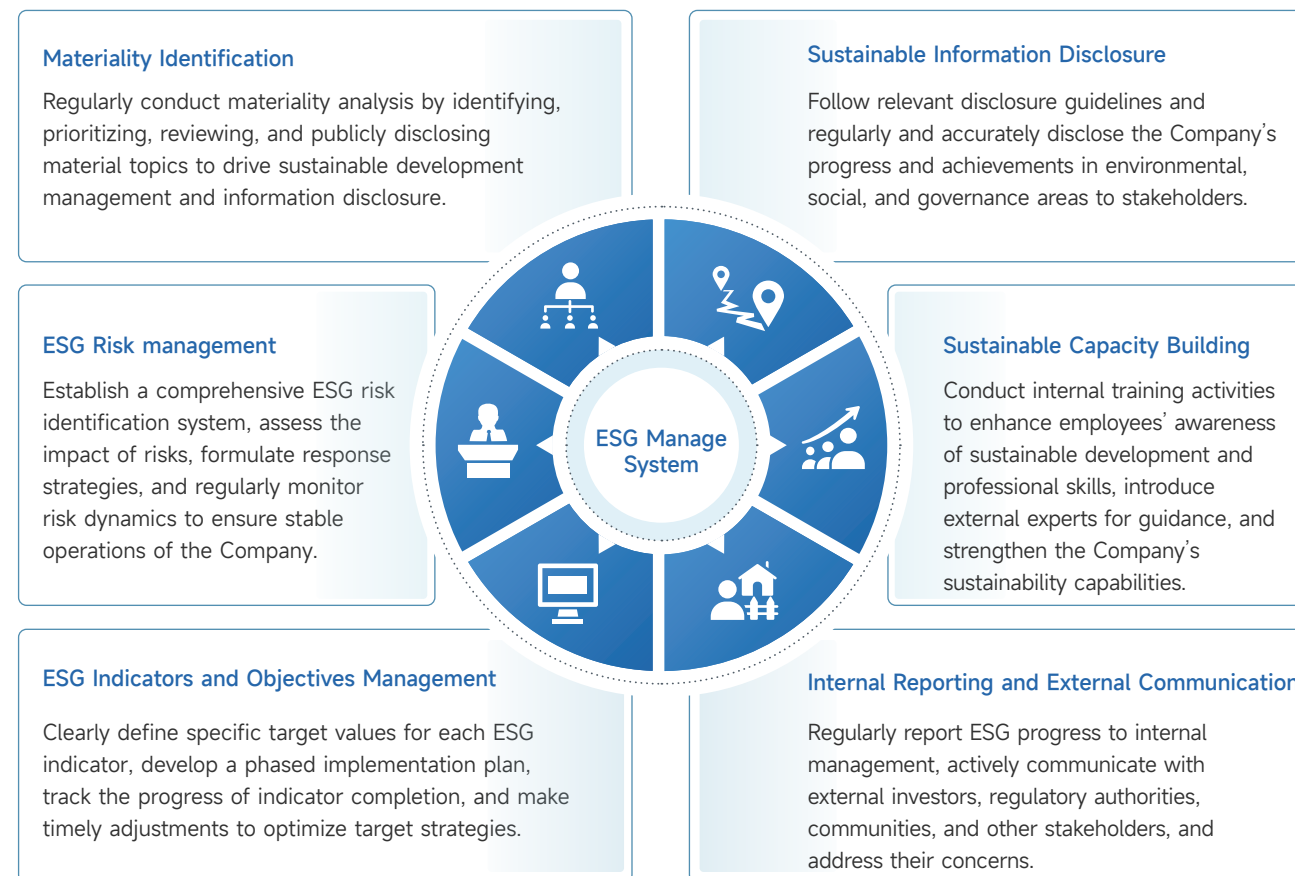 Materiality Identification
Regularly conduct materiality analysis by identifying,
prioritizing, reviewing, and publicly disclosing
material topics to drive sustainable development
management and information disclosure.
Sustainable Information Disclosure
Follow relevant disclosure guidelines and
regularly and accurately disclose the Company's
progress and achievements in environmental,
social, and governance areas to stakeholders.
ESG Risk management
Establish a comprehensive ESG risk
identification system, assess the
impact of risks, formulate response
strategies, and regularly monitor
risk dynamics to ensure stable
operations of the Company.
ESG Manage
System
Sustainable Capacity Building
Conduct internal training activities
to enhance employees' awareness
of sustainable development and
professional skills, introduce
external experts for guidance, and
strengthen the Company's
sustainability capabilities.
ESG Indicators and Objectives Management
Clearly define specific target values for each ESG
indicator, develop a phased implementation plan,
track the progress of indicator completion, and make
timely adjustments to optimize target strategies.
Internal Reporting and External Communication
Regularly report ESG progress to internal
management, actively communicate with
external investors, regulatory authorities,
communities, and other stakeholders, and
address their concerns.